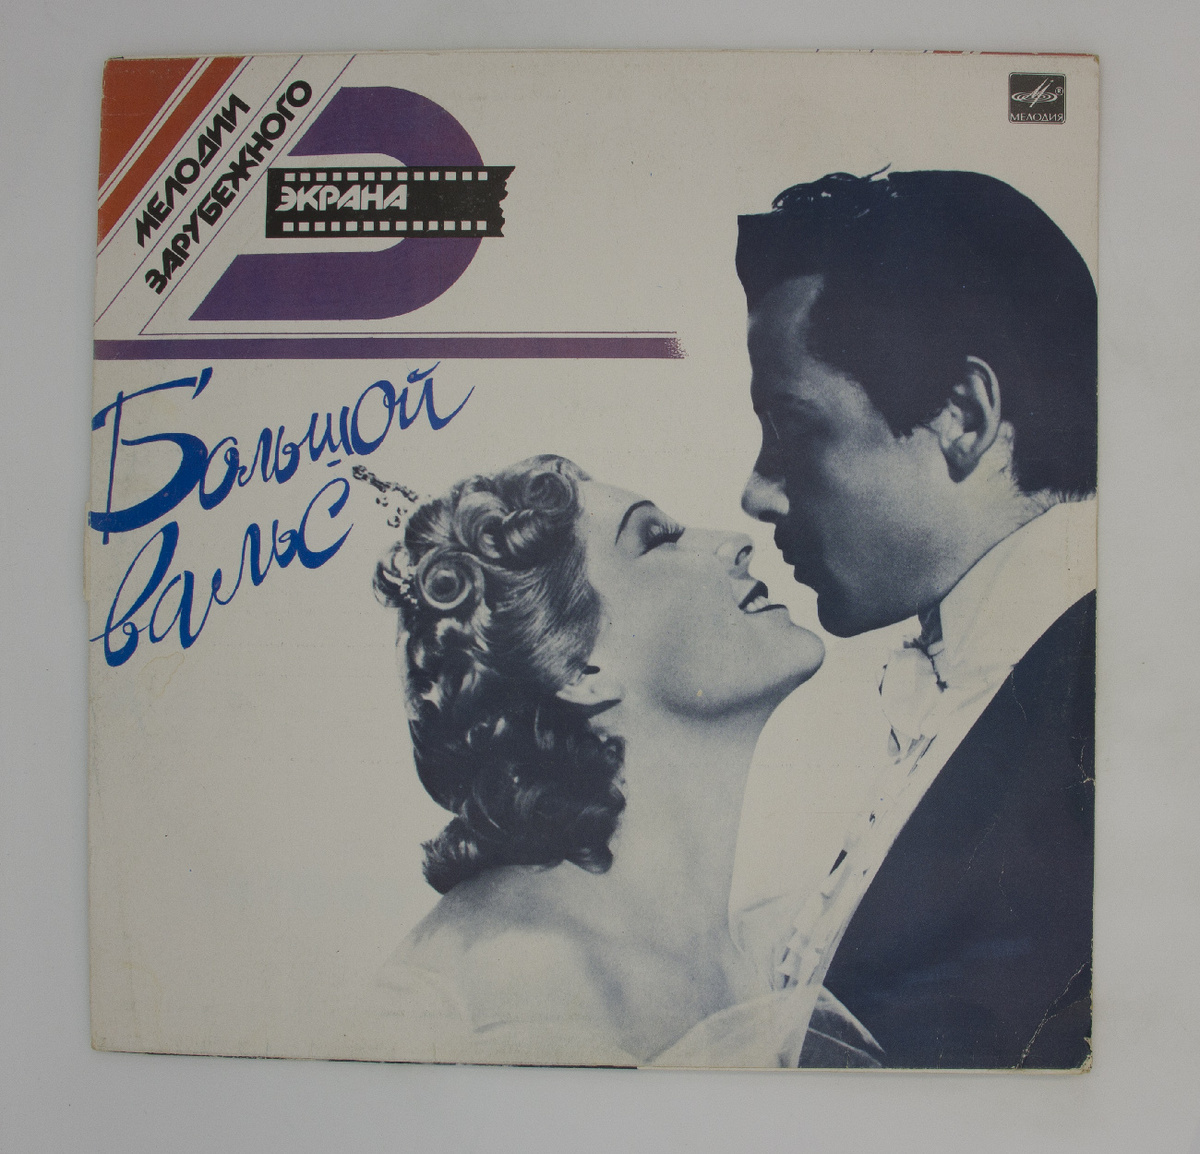 МЕЛОДИИ
ЗАРУБЕЖНОГО
ЭКРАНА
МЕЛОДИЯ
Большой
вальс